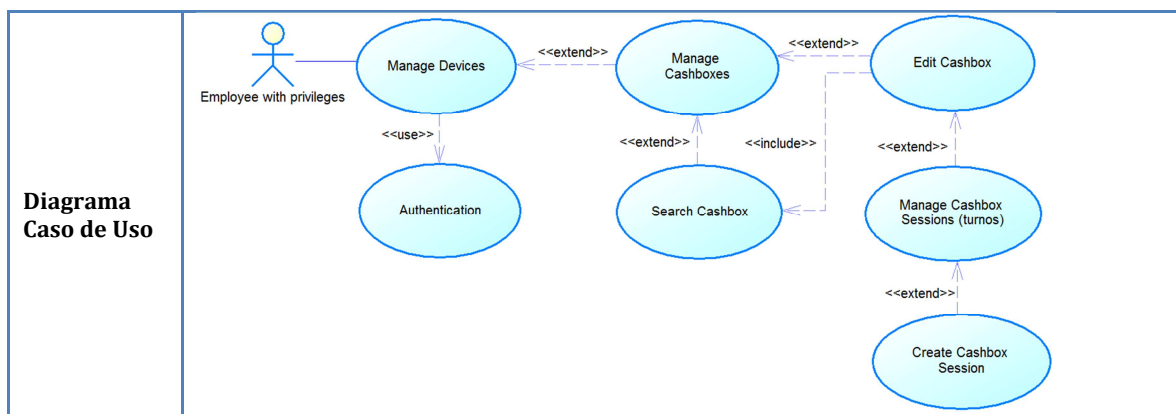 Diagrama
Caso de Uso
Employee with privileges
Manage Devices
<<extend>>
Manage
Cashboxes
<<extend>>
Edit Cashbox
<<use>>
<<extend>>
<<include>>
<<extend>>
Authentication
Search Cashbox
Manage Cashbox
Sessions (turnos)
<<extend>>
Create Cashbox
Session